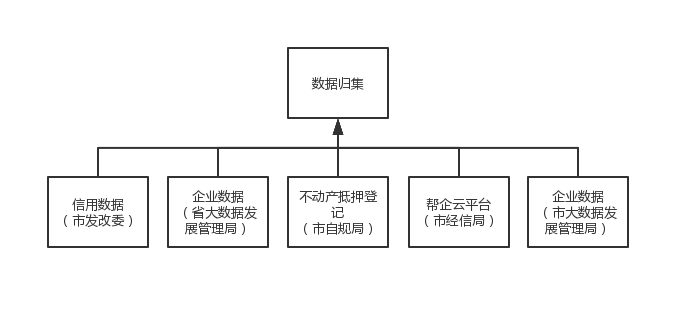 数据归集
信用数据
（市发改委）
企业数据
（省大数据发
展管理局）
不动产抵押登
记
（市自规局）
帮企云平台
（市经信局）
企业数据
（市大数据发
展管理局）